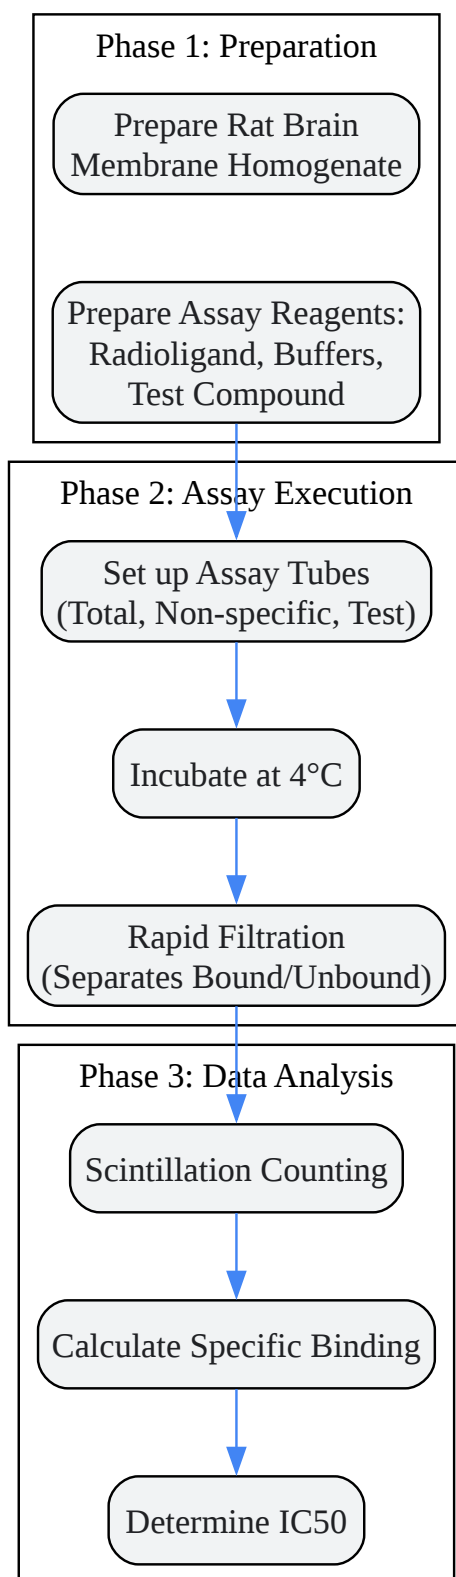 Phase 1: Preparation
Prepare Rat Brain
Membrane Homogenate
Prepare Assay Reagents:
Radioligand, Buffers,
Test Compound
Phase 2: Assay Execution
Set up Assay Tubes
(Total, Non-specific, Test)
Incubate at 4°C
Rapid Filtration
(Separates Bound/Unbound)
Phase 3: Data Analysis
Scintillation Counting
Calculate Specific Binding
Determine IC50